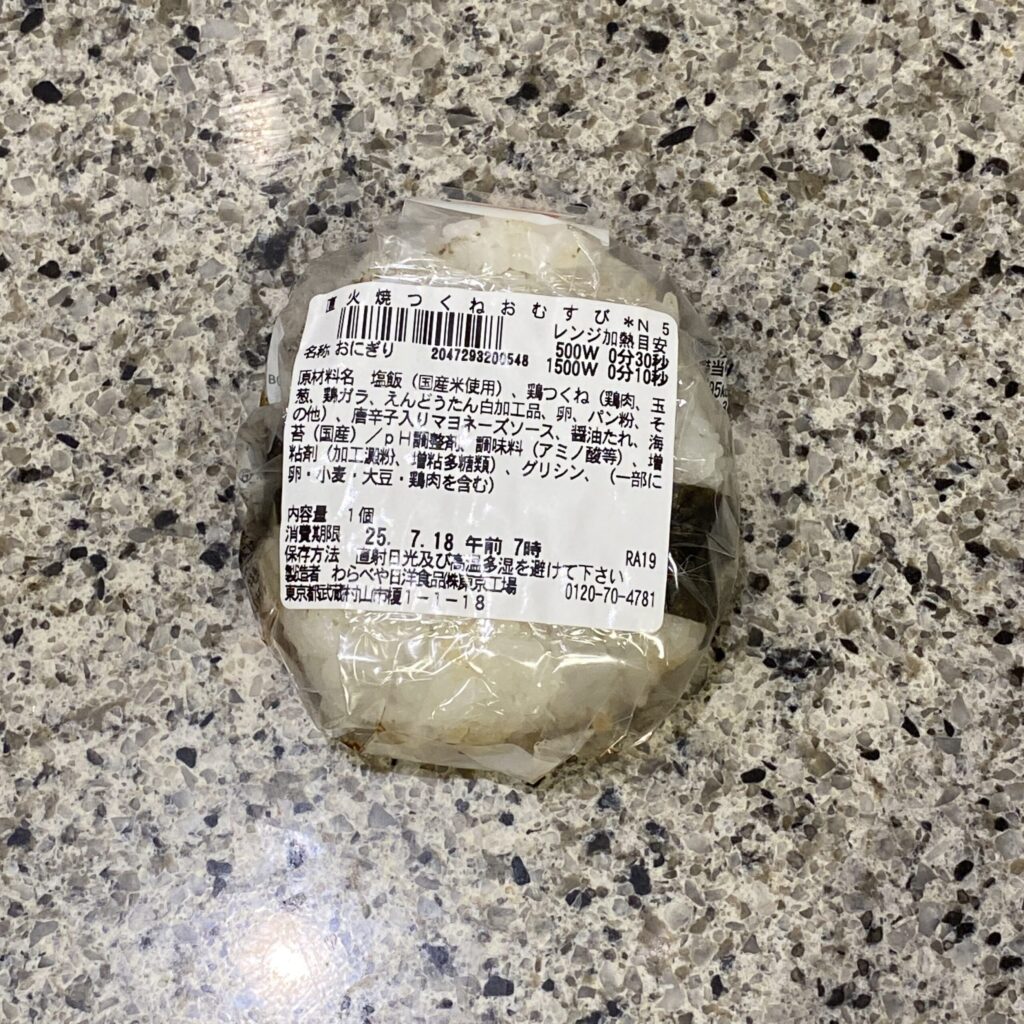 直火焼つくねおむすび*N5
レンジ加熱目安
500W 0分30秒
1500W 0分10秒
2047293200548
名称 おにぎり
原材料名 塩飯(国産米使用)、鶏つくね(鶏肉、玉
葱、鶏ガラ、えんどうたん白加工品、卵、パン粉、そ
の他)、唐辛子入りマヨネーズソース、醤油たれ、海
苔(国産)/pH調整剤、調味料(アミノ酸等)、増
粘剤(加工澱粉、増粘多糖類)、グリシン、(一部に
卵・小麦・大豆・鶏肉を含む)
内容量 1個
消費期限 25. 7.18 午前 7時
保存方法 直射日光及び高温多湿を避けて下さい
RA19
製造者 わらべや日洋食品㈱東京工場
東京都武蔵村山市榎1-1-18
0120-70-4781